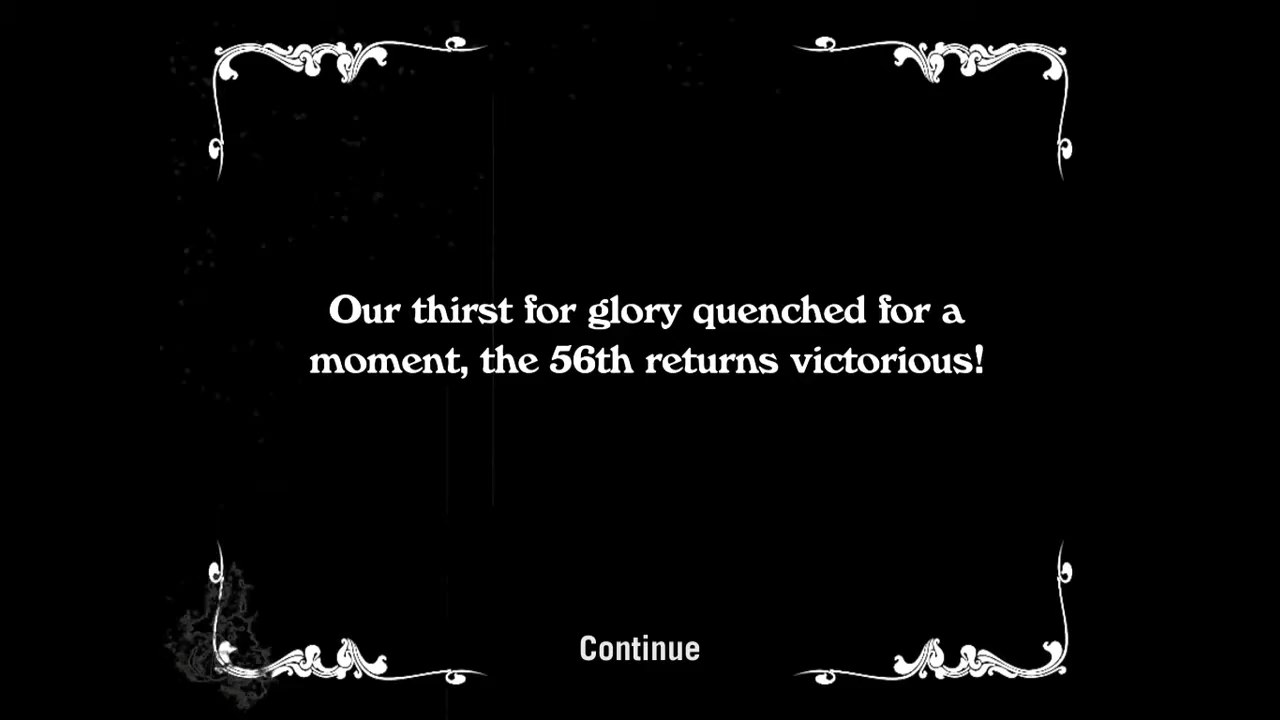 Our thirst for glory quenched for a
moment, the 56th returns victorious!
Continue